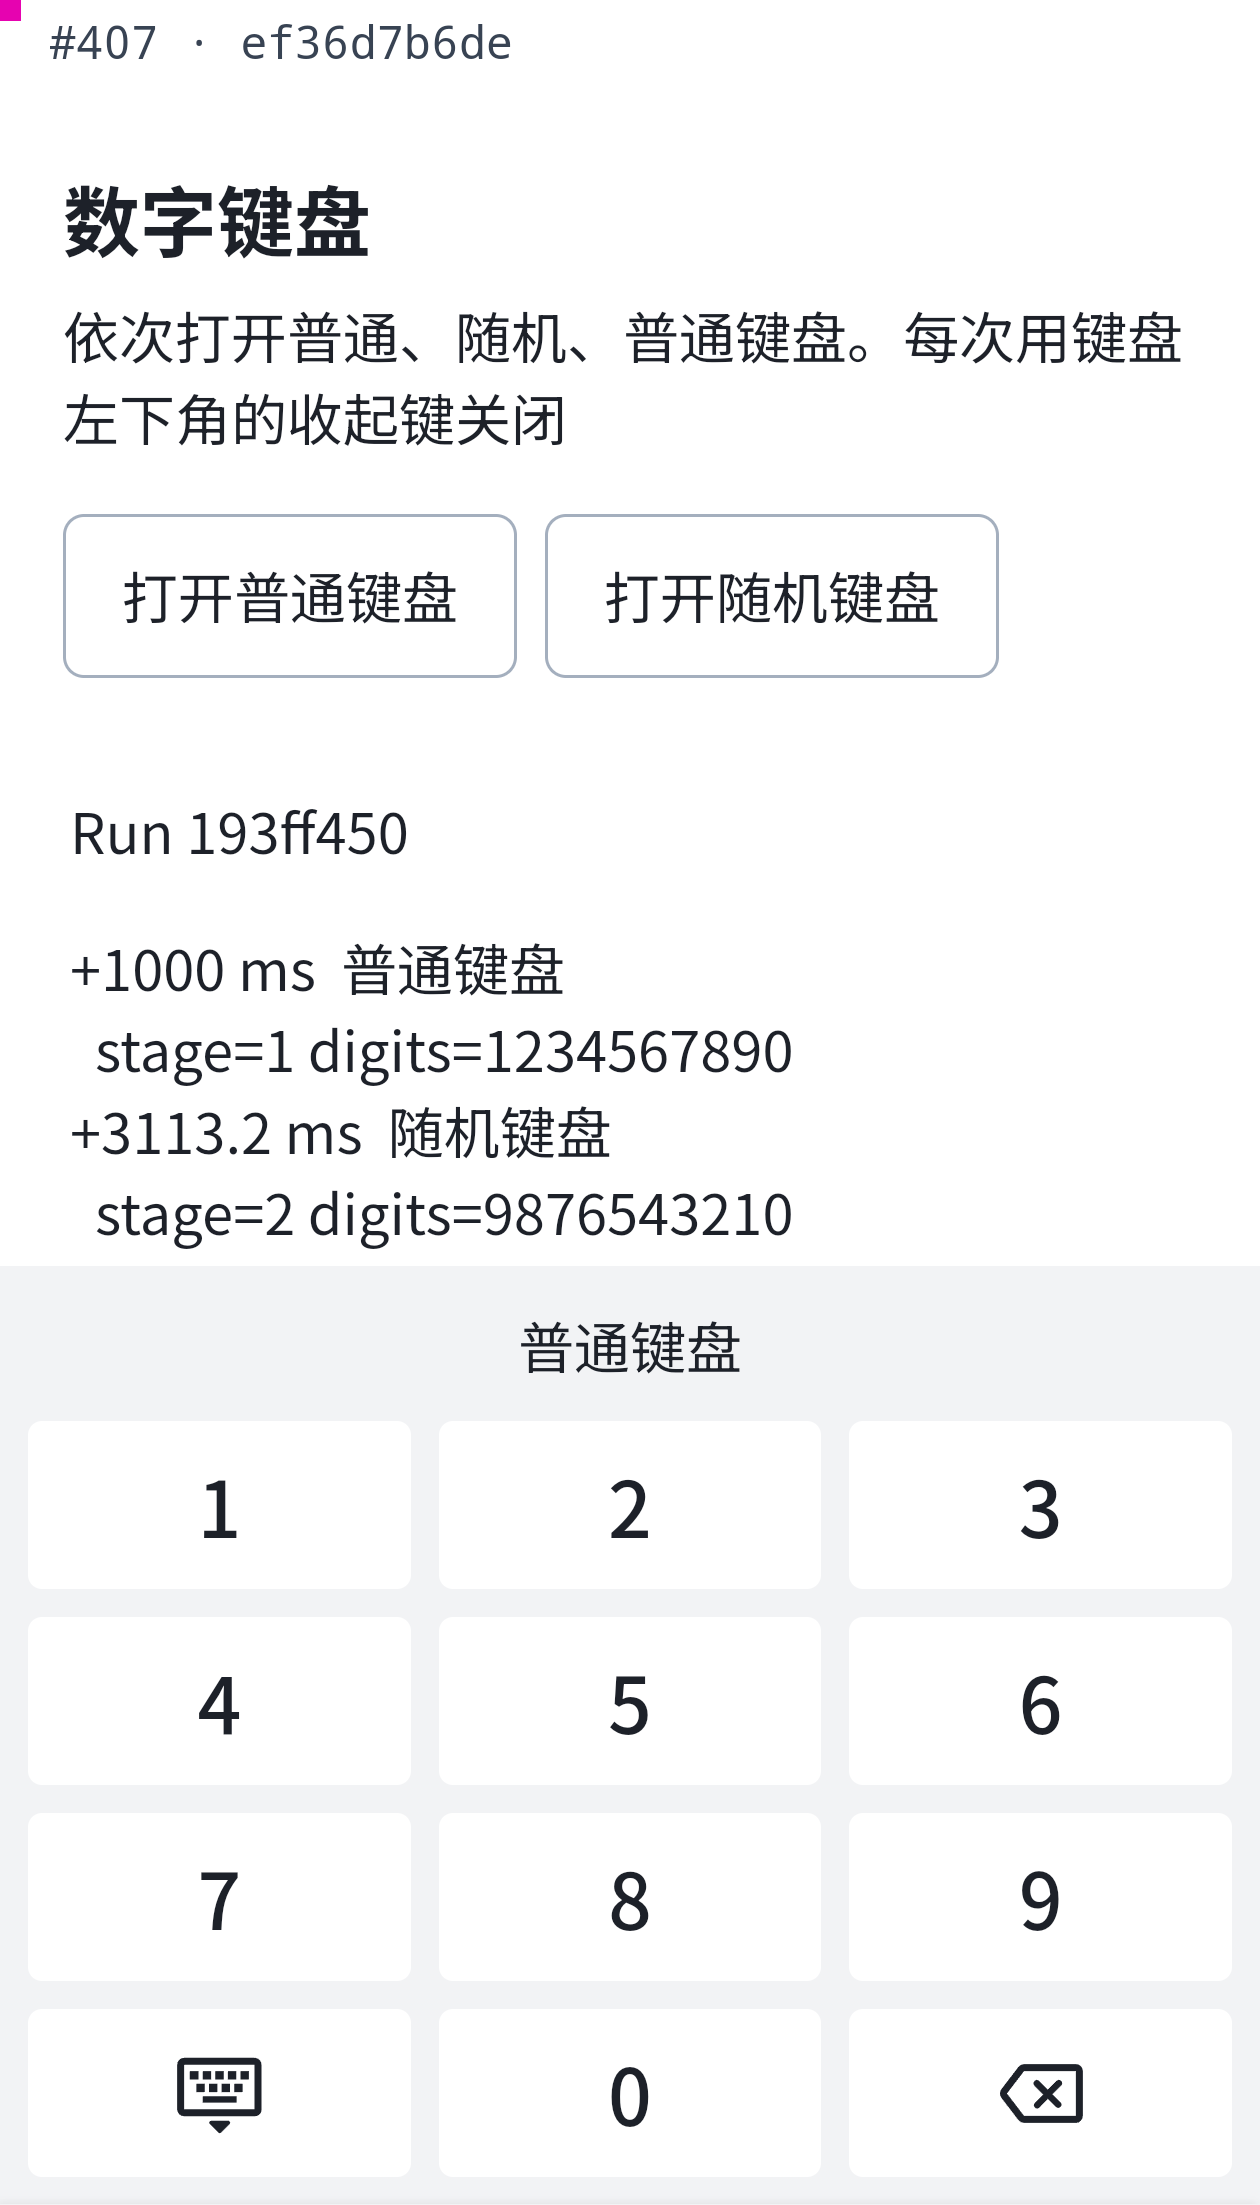 #407 · ef36d7b6de
数字键盘
依次打开普通、随机、普通键盘。每次用键盘
左下角的收起键关闭
打开普通键盘 打开随机键盘
Run 193ff450
+1000 ms 普通键盘
stage=1 digits=1234567890
+3113.2 ms 随机键盘
stage=2 digits=9876543210
普通键盘
1 2 3
4 5 6
7 8 9
0